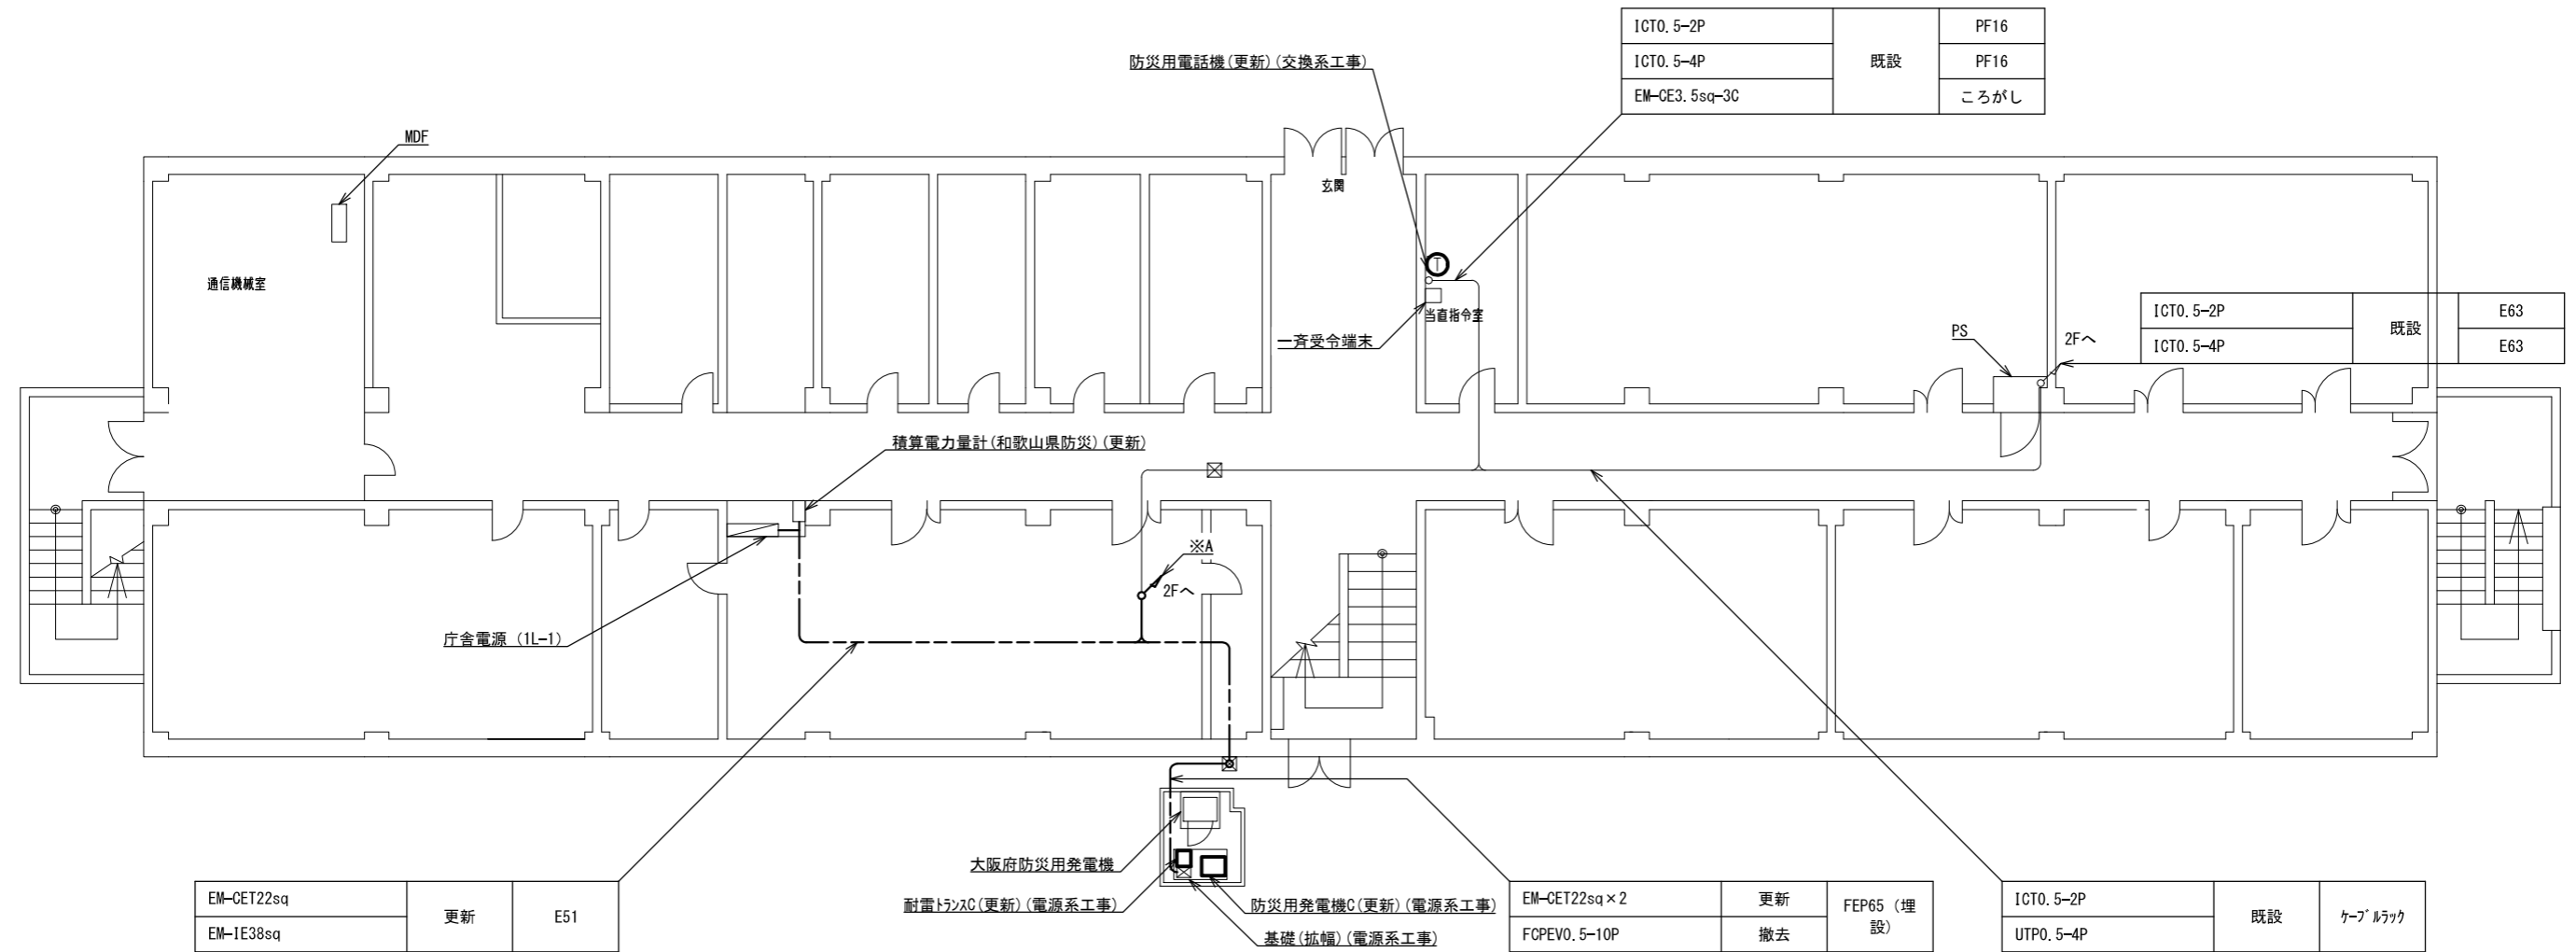 ICT0.5-2P
PF16
ICT0.5-4P
既設
PF16
EM-CE3.5sq-3C
ころがし
防災用電話機(更新)(交換系工事)
MDF
玄関
通信機械室
T
当直指令室
一斉受令端末
PS
2Fへ
ICT0.5-2P
既設
E63
ICT0.5-4P
E63
積算電力量計(和歌山県防災)(更新)
※A
2Fへ
庁舎電源 (1L-1)
大阪府防災用発電機
耐雷トランスC(更新)(電源系工事)
防災用発電機C(更新)(電源系工事)
基礎(拡幅)(電源系工事)
EM-CET22sq
更新
E51
EM-IE38sq
EM-CET22sq×2
更新
FEP65 (埋
設)
FCPEV0.5-10P
撤去
ICT0.5-2P
既設
ケーブルラック
UTP0.5-4P